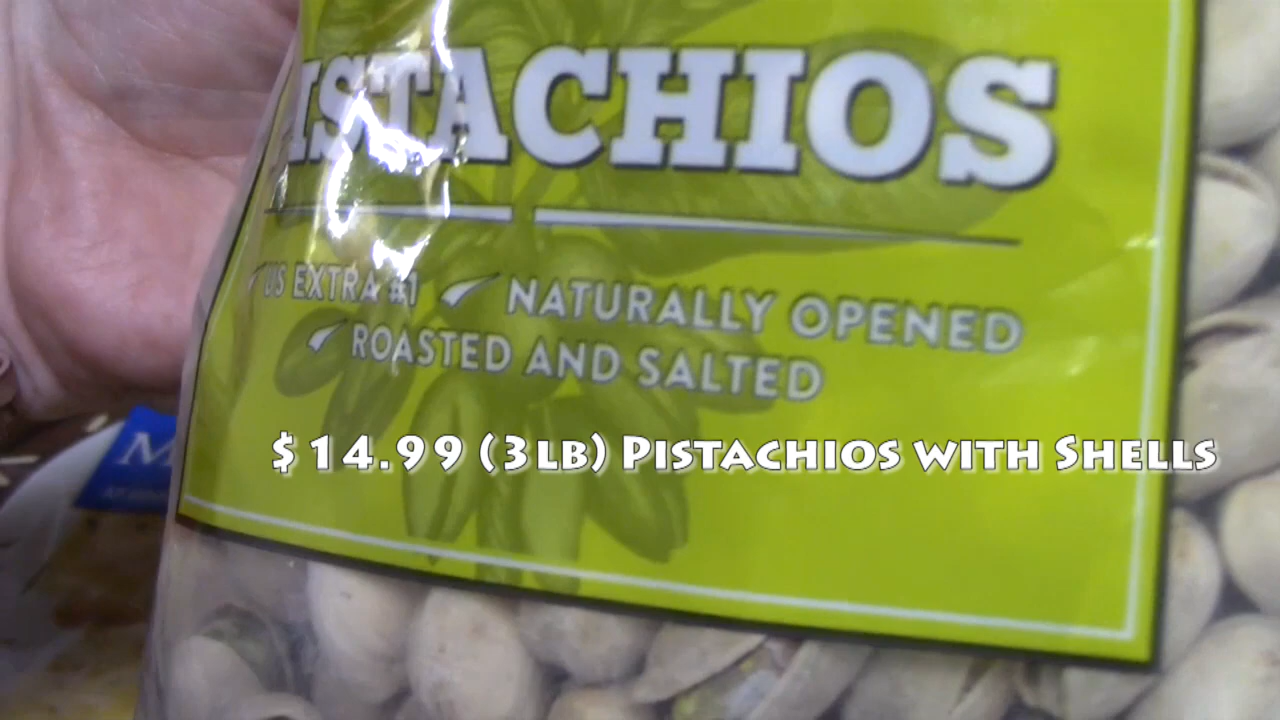 ISTACHIOS
US EXTRA #1 NATURALLY OPENED
ROASTED AND SALTED
$14.99 (3LB) PISTACHIOS WITH SHELLS
M